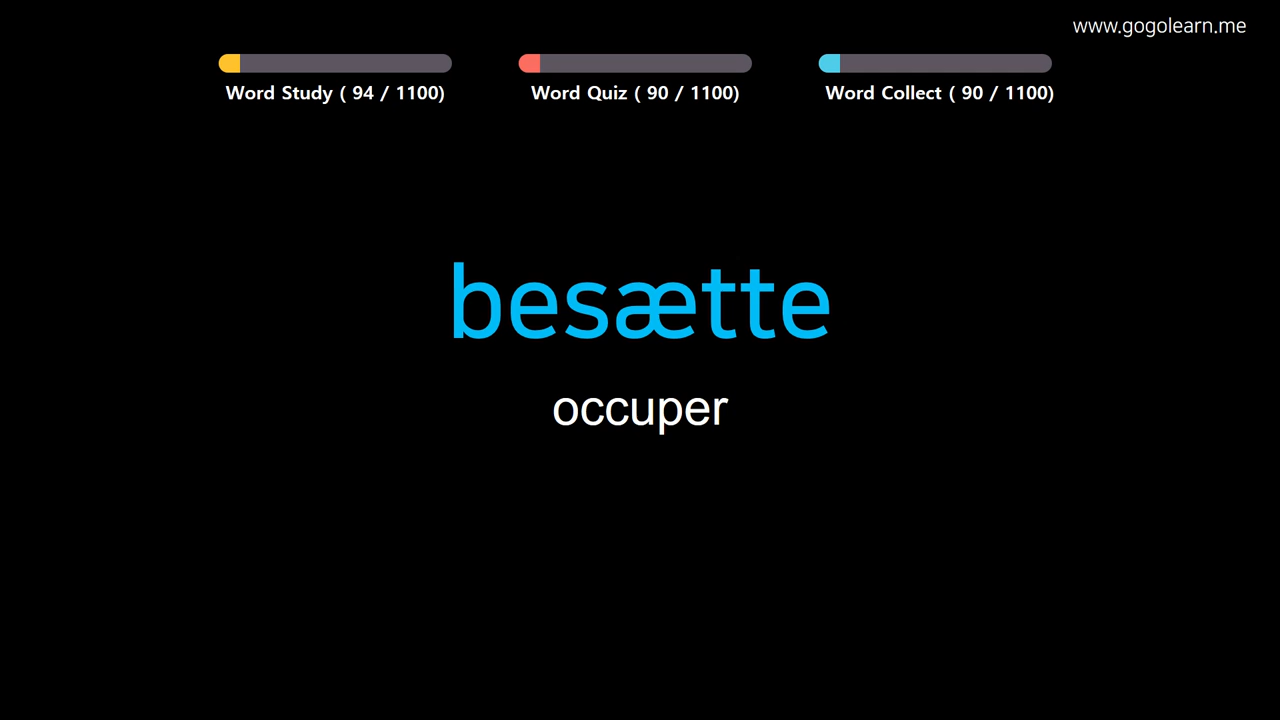 www.gogolearn.me
Word Study ( 94 / 1100)
Word Quiz ( 90 / 1100)
Word Collect ( 90 / 1100)
besætte
occuper